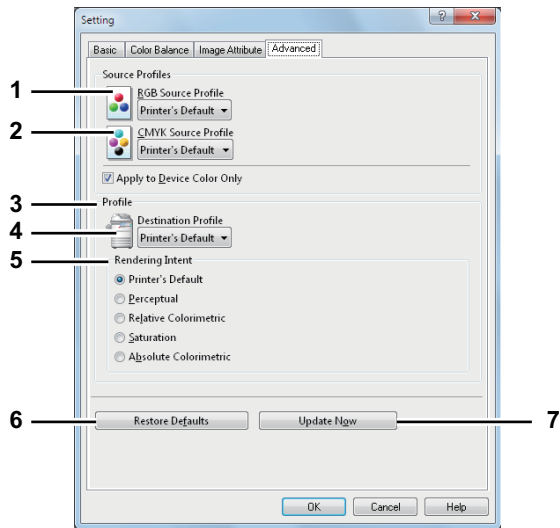 Setting
Basic Color Balance Image Attribute Advanced
Source Profiles
1 RGB Source Profile
Printer's Default
2 CMYK Source Profile
Printer's Default
Apply to Device Color Only
3 Profile
Destination Profile
4 Printer's Default
5 Rendering Intent
Printer's Default
Perceptual
Relative Colorimetric
Saturation
Absolute Colorimetric
6 Restore Defaults Update Now 7
OK Cancel Help